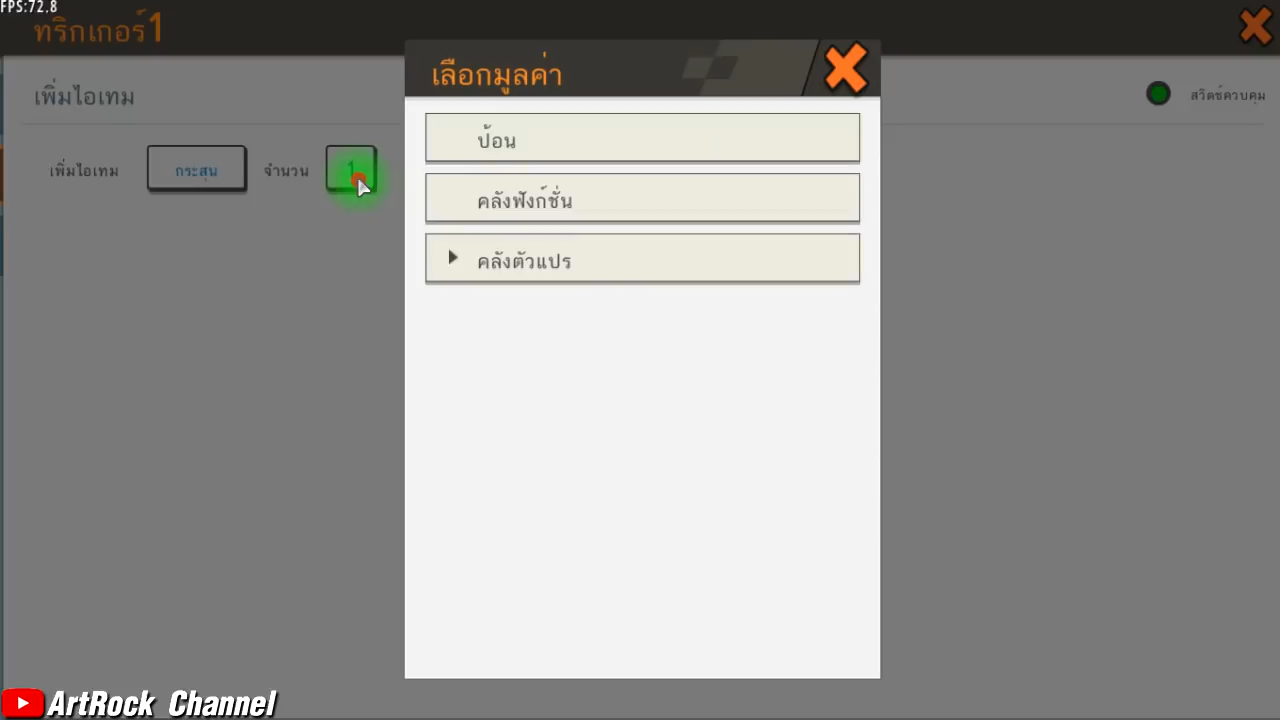 FPS:72.8
ทริกเกอร์1
เลือกมูลค่า
เพิ่มไอเทม
สวิตช์ควบคุม
ป้อน
เพิ่มไอเทม กระสุน จำนวน 1
คลังฟังก์ชั่น
คลังตัวแปร
ArtRock Channel